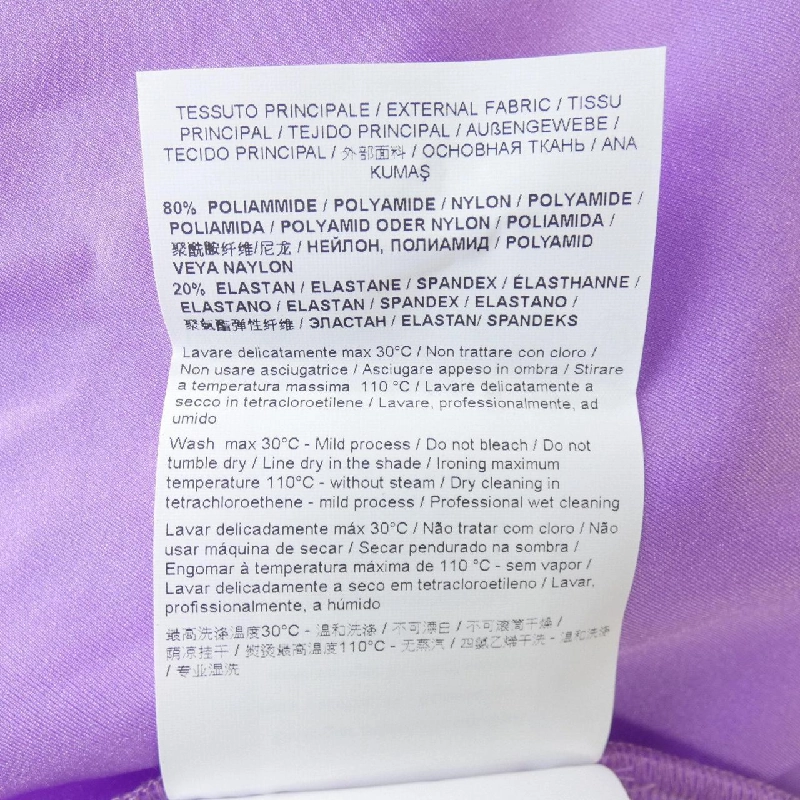 TESSUTO PRINCIPALE / EXTERNAL FABRIC / TISSU
PRINCIPAL / TEJIDO PRINCIPAL / AUßENGEWEBE /
TECIDO PRINCIPAL / 外部面料 / ОСНОВНАЯ ТКАНЬ / ANA
KUMAŞ
80% POLIAMMIDE / POLYAMIDE / NYLON / POLYAMIDE /
POLIAMIDA / POLYAMID ODER NYLON / POLIAMIDA /
聚酰胺纤维/尼龙 / НЕЙЛОН, ПОЛИАМИД / POLYAMID
VEYA NAYLON
20% ELASTAN / ELASTANE / SPANDEX / ÉLASTHANNE /
ELASTANO / ELASTAN / SPANDEX / ELASTANO /
聚氨酯弹性纤维 / ЭЛАСТАН / ELASTAN/ SPANDEKS
Lavare delicatamente max 30°C / Non trattare con cloro /
Non usare asciugatrice / Asciugare appeso in ombra / Stirare
a temperatura massima 110 °C / Lavare delicatamente a
secco in tetracloroetilene / Lavare, professionalmente, ad
umido
Wash max 30°C - Mild process / Do not bleach / Do not
tumble dry / Line dry in the shade / Ironing maximum
temperature 110°C - without steam / Dry cleaning in
tetrachloroethene - mild process / Professional wet cleaning
Lavar delicadamente máx 30°C / Não tratar com cloro / Não
usar máquina de secar / Secar pendurado na sombra /
Engomar à temperatura máxima de 110 °C - sem vapor /
Lavar delicadamente a seco em tetracloroetileno / Lavar,
profissionalmente, a húmido
最高洗涤温度30°C - 温和洗涤 / 不可漂白 / 不可滚筒干燥 /
荫凉挂干 / 熨烫最高温度110°C - 无蒸汽 / 四氯乙烯干洗 - 温和洗涤
/ 专业湿洗